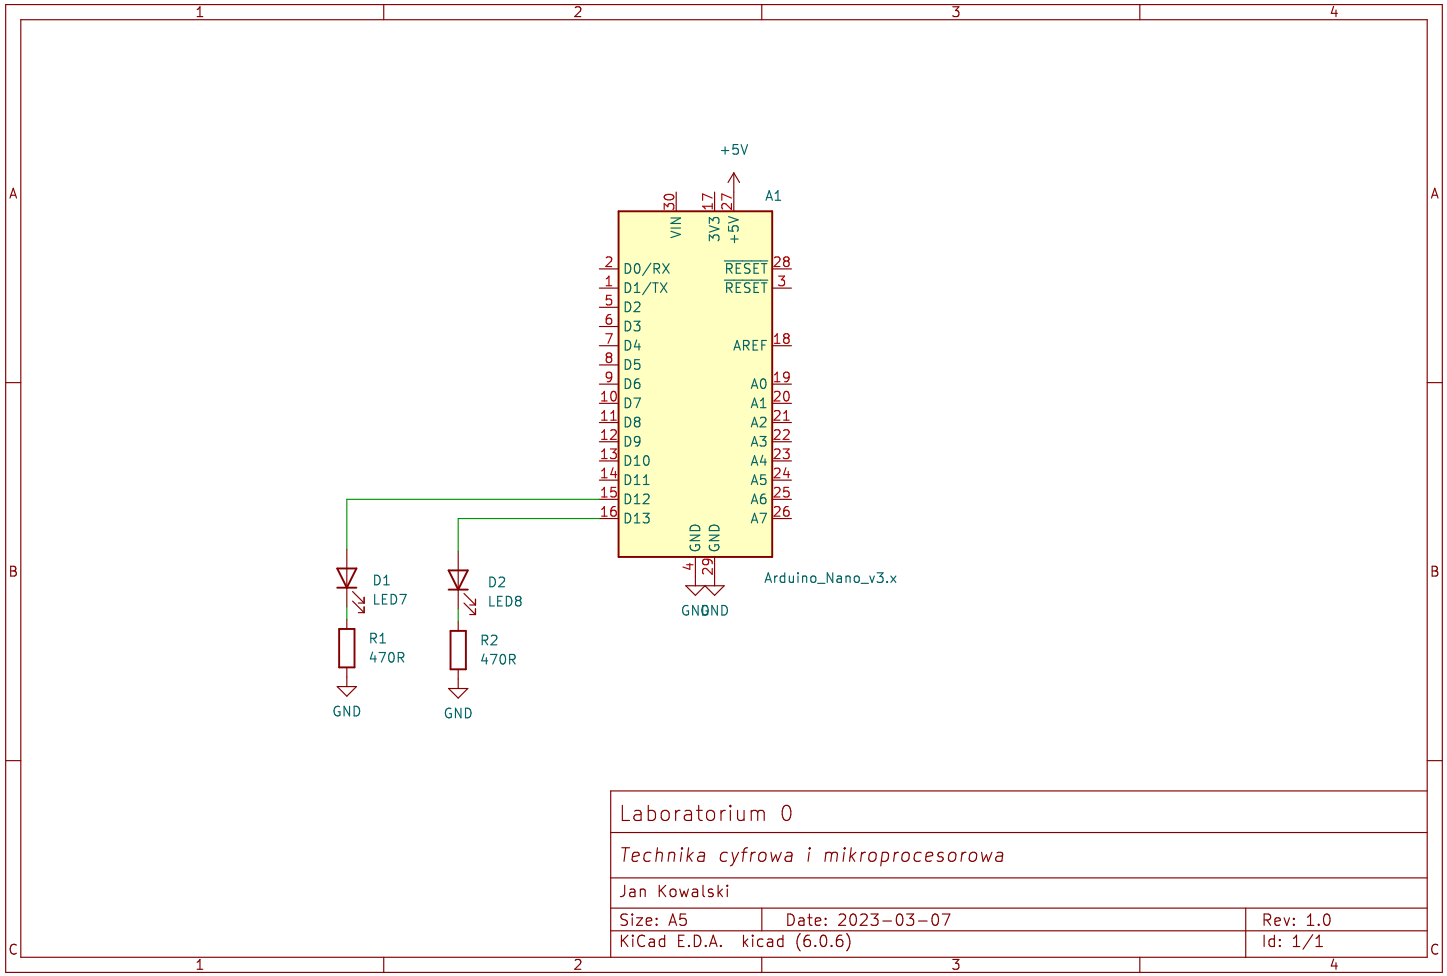 1 2 3 4
+5V
A A
A1
30 17 27
VIN 3V3 +5V
2 D0/RX RESET 28
1 D1/TX RESET 3
5 D2
6 D3
7 D4 AREF 18
8 D5
9 D6 A0 19
10 D7 A1 20
11 D8 A2 21
12 D9 A3 22
13 D10 A4 23
14 D11 A5 24
15 D12 A6 25
16 D13 A7 26
GND GND
4 29
B B
Arduino_Nano_v3.x
GND GND
D1
LED7
D2
LED8
R1
470R
R2
470R
GND
GND
Laboratorium 0
Technika cyfrowa i mikroprocesorowa
Jan Kowalski
Size: A5 Date: 2023-03-07 Rev: 1.0
KiCad E.D.A. kicad (6.0.6) Id: 1/1
C C
1 2 3 4